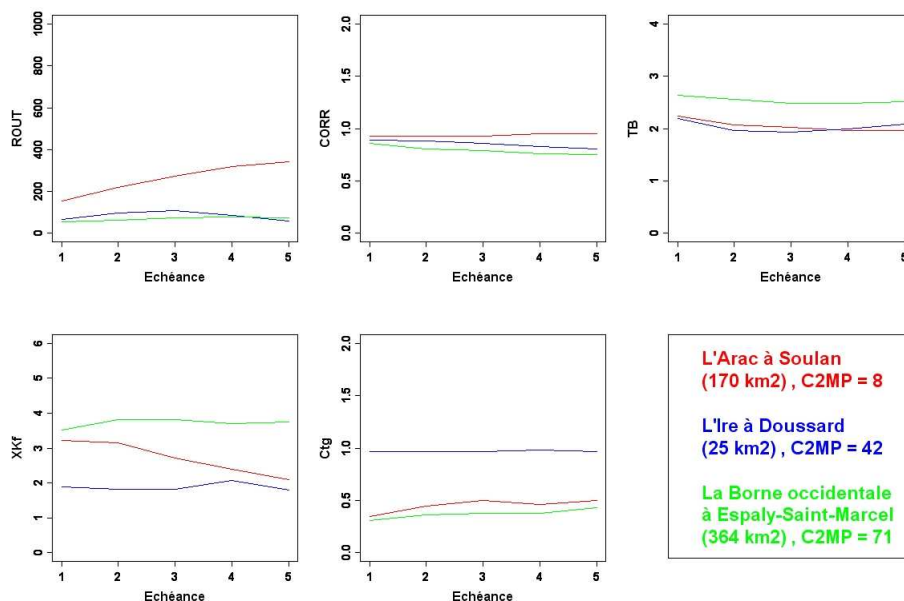 ROUT
0 200 400 600 800 1000
1 2 3 4 5
Echéance
CORR
0.0 0.5 1.0 1.5 2.0
1 2 3 4 5
Echéance
TB
0 1 2 3 4
1 2 3 4 5
Echéance
XKf
0 1 2 3 4 5 6
1 2 3 4 5
Echéance
Ctg
0.0 0.5 1.0 1.5 2.0
1 2 3 4 5
Echéance
L'Arac à Soulan
(170 km2) , C2MP = 8
L'Ire à Doussard
(25 km2) , C2MP = 42
La Borne occidentale
à Espaly-Saint-Marcel
(364 km2) , C2MP = 71